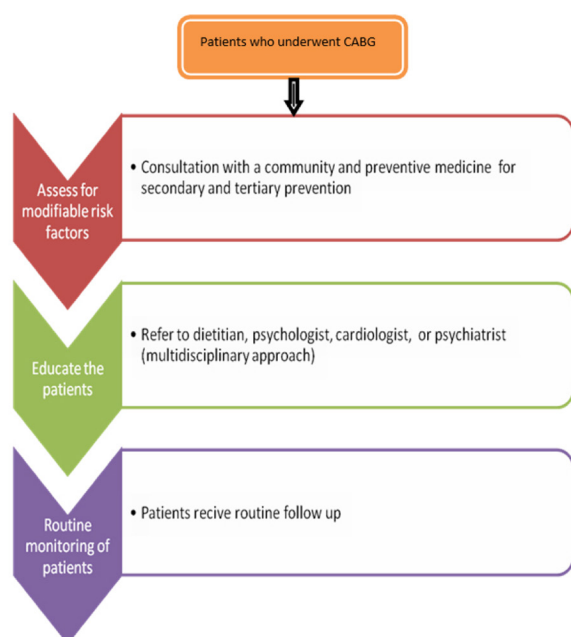 Patients who underwent CABG
Assess for
modifiable risk
factors
• Consultation with a community and preventive medicine for
secondary and tertiary prevention
Educate the
patients
• Refer to dietitian, psychologist, cardiologist, or psychiatrist
(multidisciplinary approach)
Routine
monitoring of
patients
• Patients recive routine follow up